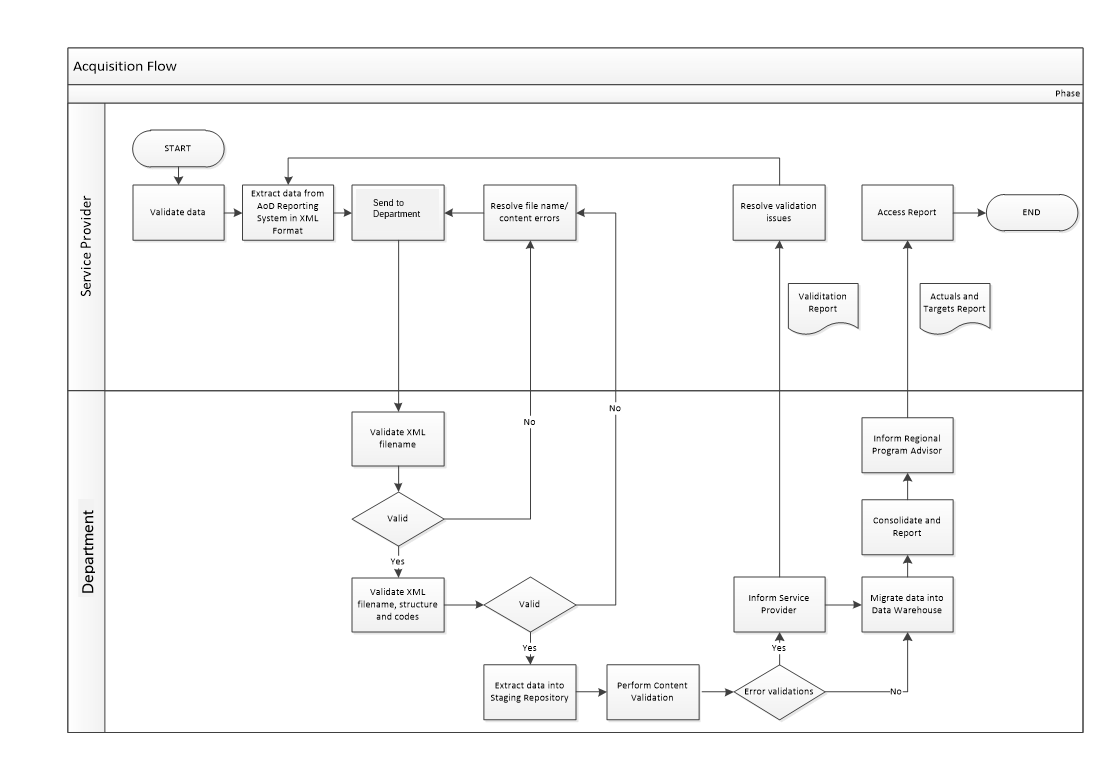 Acquisition Flow
Phase
Service Provider
START
Validate data
Extract data from
AoD Reporting
System in XML
Format
Send to
Department
Resolve file name/
content errors
Resolve validation
issues
Access Report
END
Validitation
Report
Actuals and
Targets Report
Department
Validate XML
filename
Valid
No
No
Yes
Validate XML
filename, structure
and codes
Valid
Yes
Extract data into
Staging Repository
Perform Content
Validation
Error validations
Yes
No
Inform Service
Provider
Migrate data into
Data Warehouse
Consolidate and
Report
Inform Regional
Program Advisor